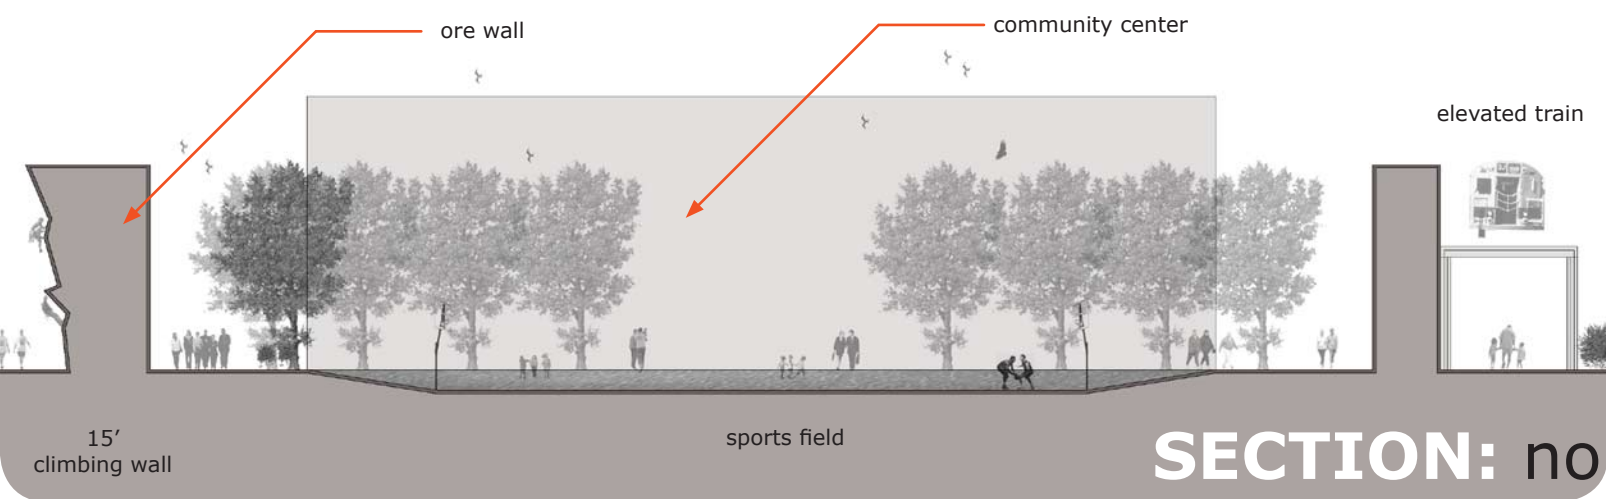 ore wall
community center
elevated train
15′
climbing wall
sports field
SECTION: no